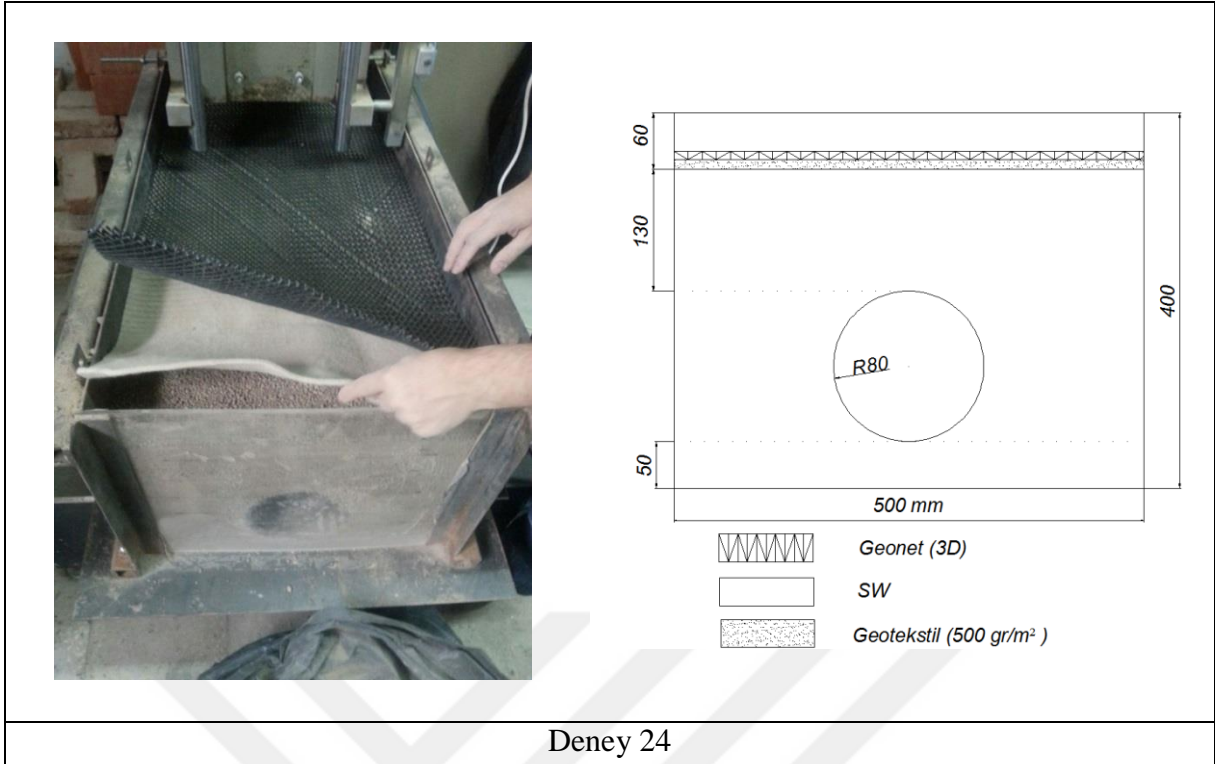 60
130
50
400
R80
500 mm
Geonet (3D)
SW
Geotekstil (500 gr/m² )
Deney 24